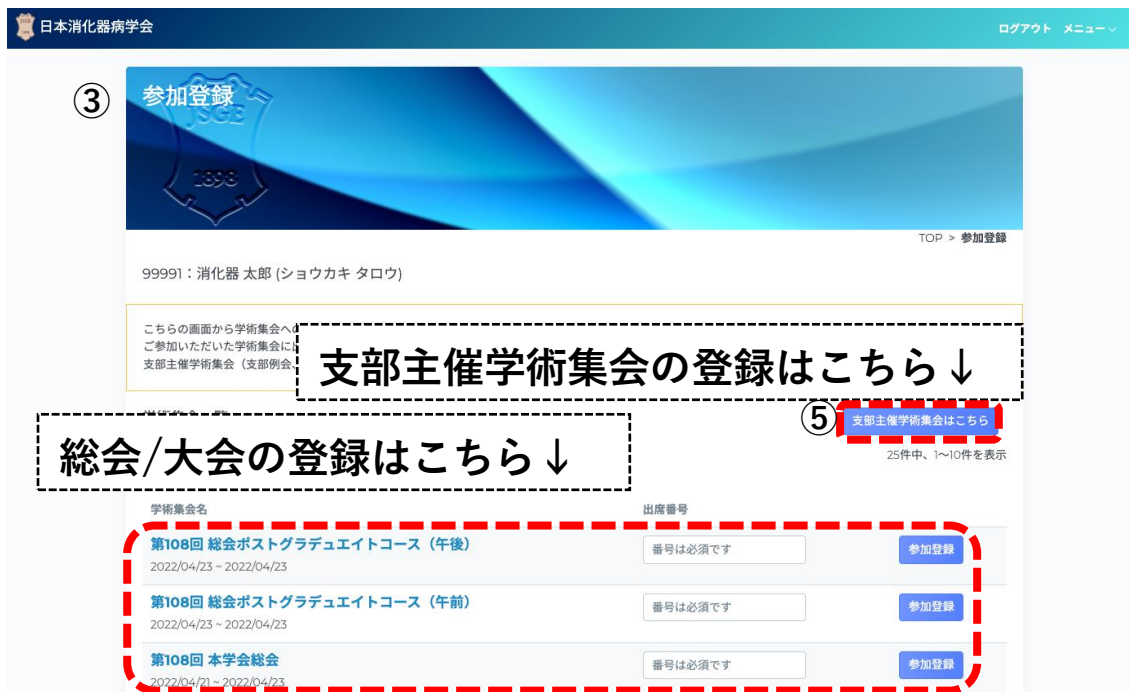 日本消化器病学会
ログアウト メニュー
③
参加登録
JSGE
1898
TOP > 参加登録
99991：消化器 太郎 (ショウカキ タロウ)
こちらの画面から学術集会への
ご参加いただいた学術集会に
支部主催学術集会（支部例会、
支部主催学術集会の登録はこちら↓
⑤ 支部主催学術集会はこちら
総会/大会の登録はこちら↓
25件中、1〜10件を表示
学術集会名 出席番号
第108回 総会ポストグラデュエイトコース（午後）
番号は必須です 参加登録
2022/04/23 ~ 2022/04/23
第108回 総会ポストグラデュエイトコース（午前）
番号は必須です 参加登録
2022/04/23 ~ 2022/04/23
第108回 本学会総会
番号は必須です 参加登録
2022/04/21 ~ 2022/04/23